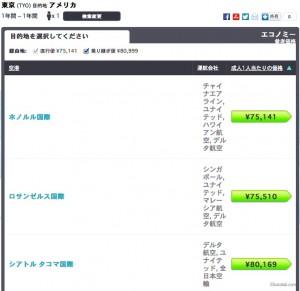 東京 (TYO) 目的地 アメリカ
1年間 – 1年間 x 1 検索変更
共有 0
目的地を選択してください
エコノミー
経由地: 直行便 ¥75,141 乗り継ぎ便 ¥80,999
空港 運航会社 成人1人当たりの価格
ホノルル国際
チャイナエアライン, ユナイテッド, ハワイアン航空, デルタ航空
¥75,141
ロサンゼルス国際
シンガポール, ユナイテッド, マレーシア航空, デルタ航空
¥75,510
シアトル タコマ国際
デルタ航空, ユナイテッド, 全日本空輸
¥80,169